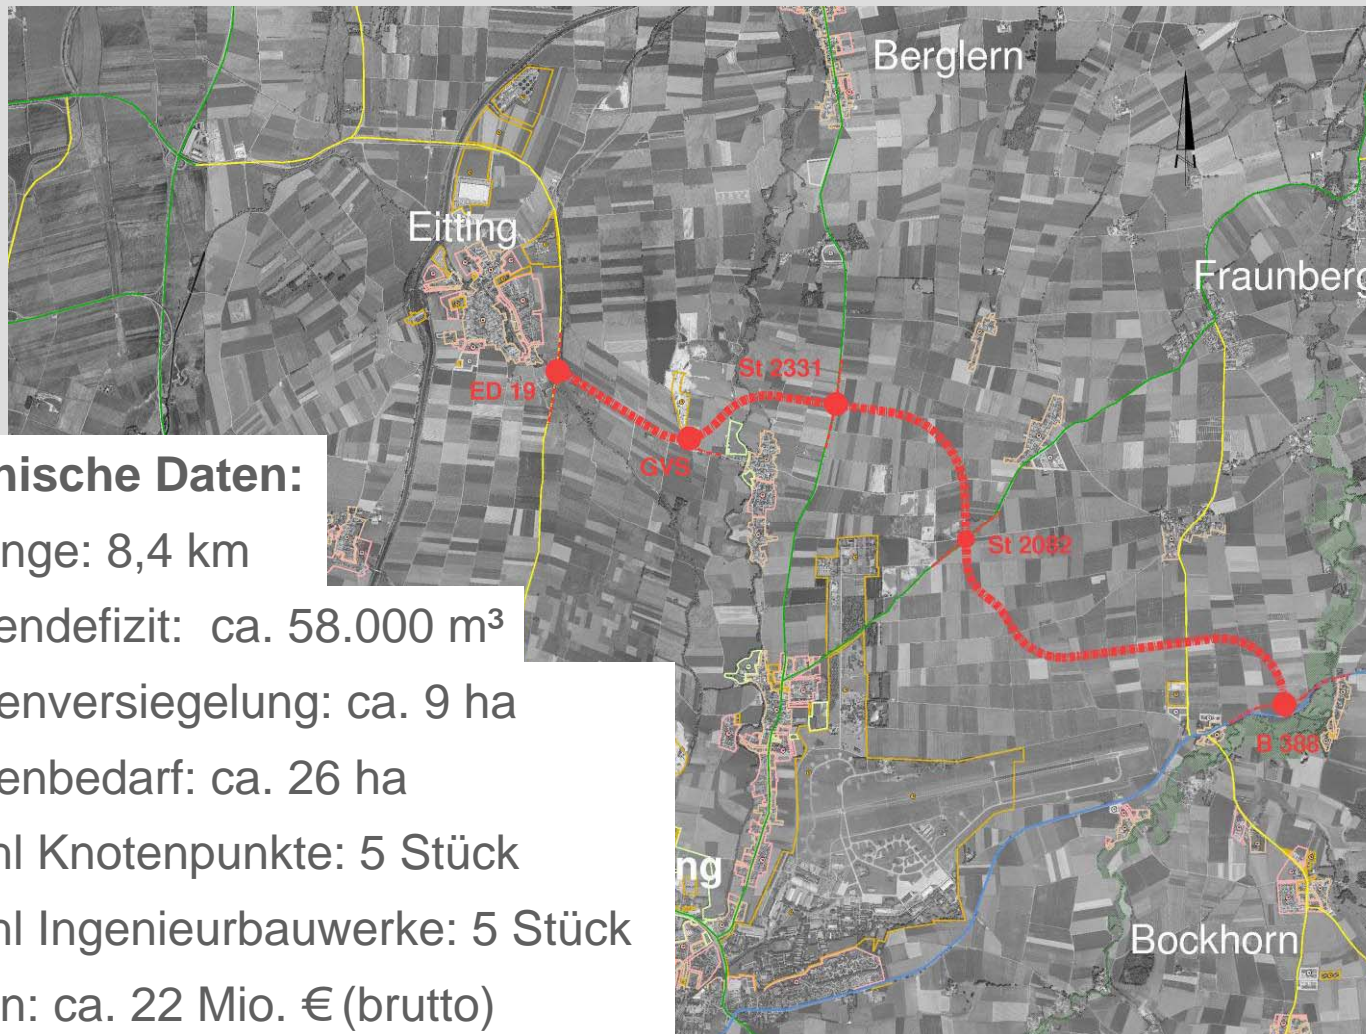 Berglern
Eitting
Fraunberg
St 2331
ED 19
GVS
St 2082
B 388
ng
Bockhorn
nische Daten:
nge: 8,4 km
endefizit: ca. 58.000 m³
enversiegelung: ca. 9 ha
enbedarf: ca. 26 ha
hl Knotenpunkte: 5 Stück
hl Ingenieurbauwerke: 5 Stück
n: ca. 22 Mio. € (brutto)